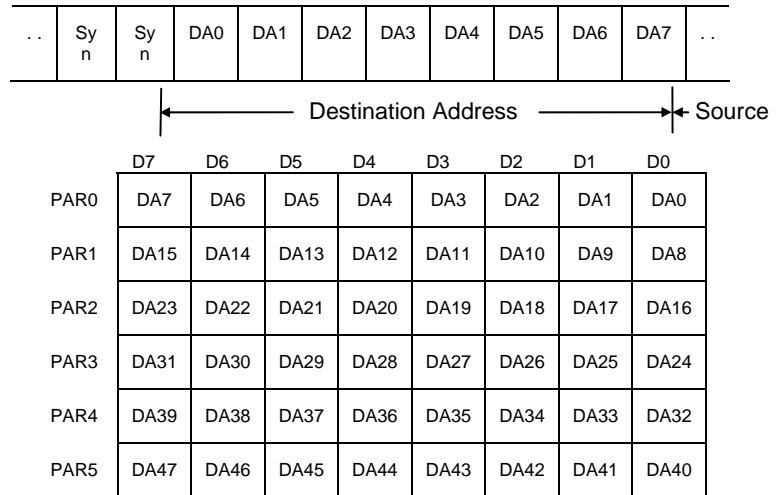 . . Sy n Sy n DA0 DA1 DA2 DA3 DA4 DA5 DA6 DA7 . .
Destination Address Source
D7 D6 D5 D4 D3 D2 D1 D0
PAR0 DA7 DA6 DA5 DA4 DA3 DA2 DA1 DA0
PAR1 DA15 DA14 DA13 DA12 DA11 DA10 DA9 DA8
PAR2 DA23 DA22 DA21 DA20 DA19 DA18 DA17 DA16
PAR3 DA31 DA30 DA29 DA28 DA27 DA26 DA25 DA24
PAR4 DA39 DA38 DA37 DA36 DA35 DA34 DA33 DA32
PAR5 DA47 DA46 DA45 DA44 DA43 DA42 DA41 DA40